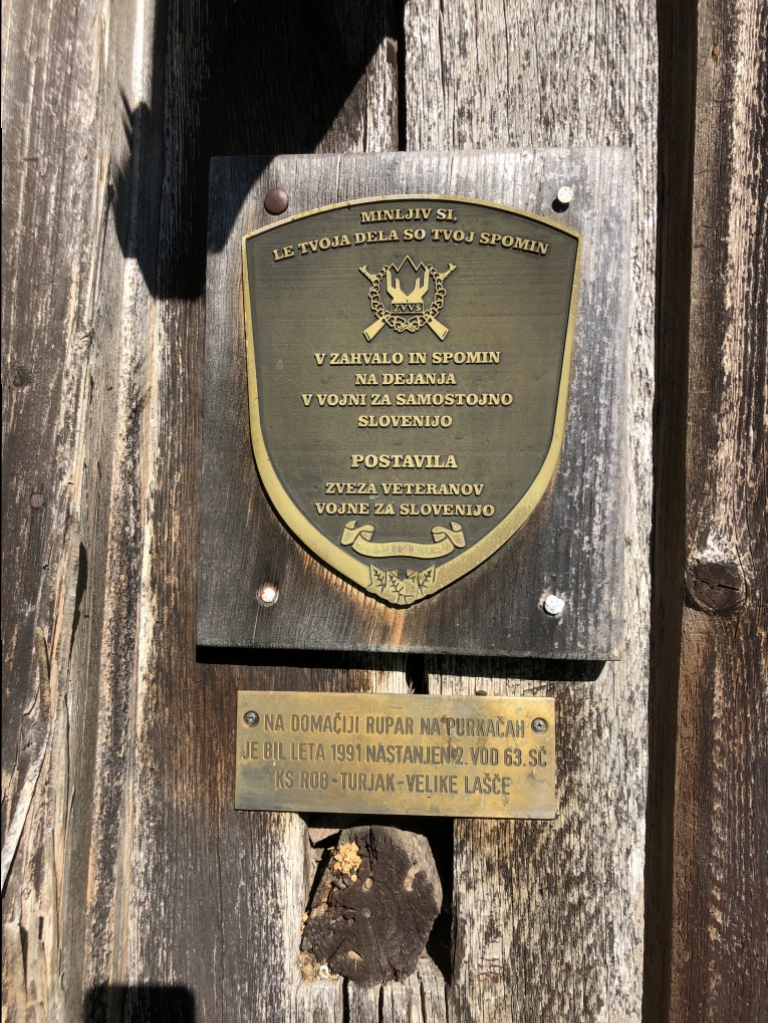 MINLJIV SI,
LE TVOJA DELA SO TVOJ SPOMIN
ZVVS
V ZAHVALO IN SPOMIN
NA DEJANJA
V VOJNI ZA SAMOSTOJNO
SLOVENIJO
POSTAVILA
ZVEZA VETERANOV
VOJNE ZA SLOVENIJO
NA DOMAČIJI RUPAR NA PURKAČAH
JE BIL LETA 1991 NASTANJEN 2. VOD 63. SČ
KS ROB - TURJAK - VELIKE LAŠČE